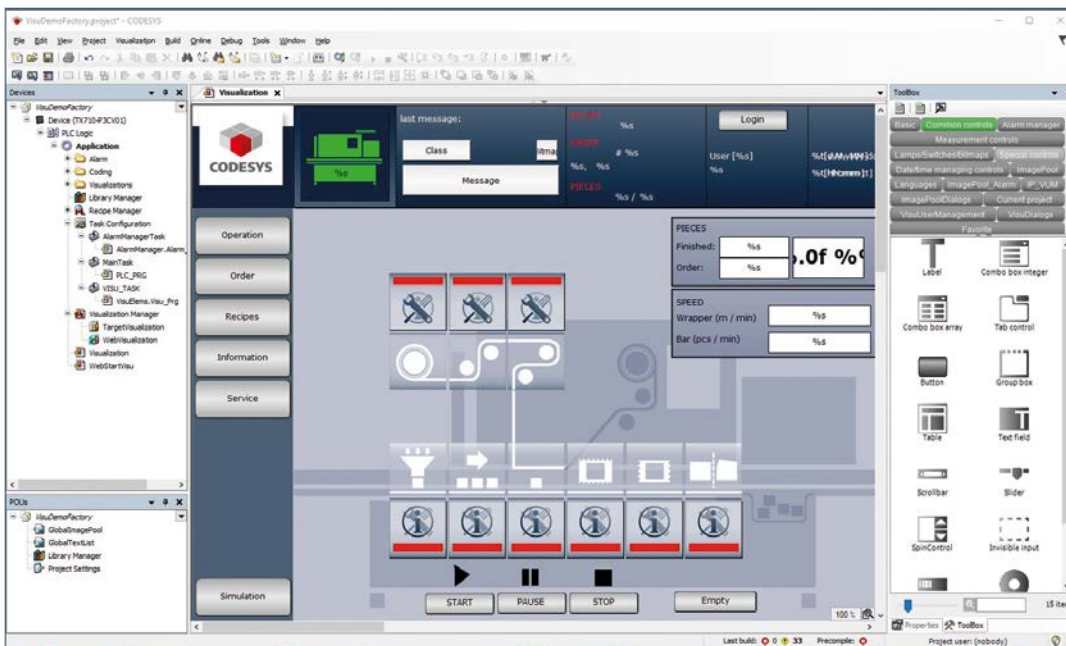 VisuDemoFactory.project* - CODESYS
File Edit View Project Visualization Build Online Debug Tools Window Help
Devices
VisuDemoFactory
Device (TX710-P3CV01)
PLC Logic
Application
Alarm
Coding
Visualizations
Library Manager
Recipe Manager
Task Configuration
AlarmManagerTask
AlarmManager.Alarm_
MainTask
PLC_PRG
VISU_TASK
VisuElems.Visu_Prg
Visualization Manager
TargetVisualization
WebVisualization
Visualization
WebStartVisu
POUs
VisuDemoFactory
GlobalImagePool
GlobalTextList
Library Manager
Project Settings
Visualization
CODESYS
%s
last message:
Class
Message
%s
# %s
%s, %s
PIECES
%s / %s
Login
User [%s]
%s
Operation
Order
Recipes
Information
Service
Simulation
PIECES
Finished: %s
Order: %s
.0f %%
SPEED
Wrapper (m / min) %s
Bar (pcs / min) %s
START PAUSE STOP Empty
100 %
ToolBox
Basic Common controls Alarm manager
Measurement controls
Lamps/Switches/Bitmaps Special controls
Date/time managing controls ImagePool
Languages ImagePool_Alarm IP_VUM
ImagePoolDialogs Current project
VisuUserManagement VisuDialogs
Favorite
Label Combo box integer
Combo box array Tab control
Button Group box
Table Text field
Scrollbar Slider
SpinControl Invisible input
15 ite
Properties ToolBox
Last build: 0 33 Precompile: Project user: (nobody)